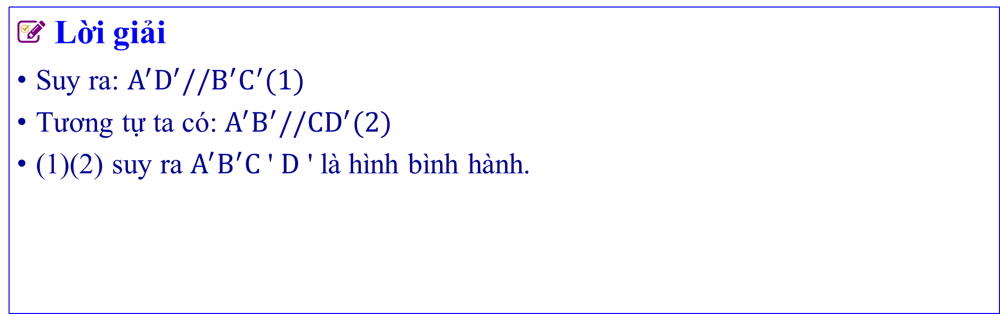 Lời giải
• Suy ra: A′D′//B′C′(1)
• Tương tự ta có: A′B′//CD′(2)
• (1)(2) suy ra A′B′C ' D ' là hình bình hành.